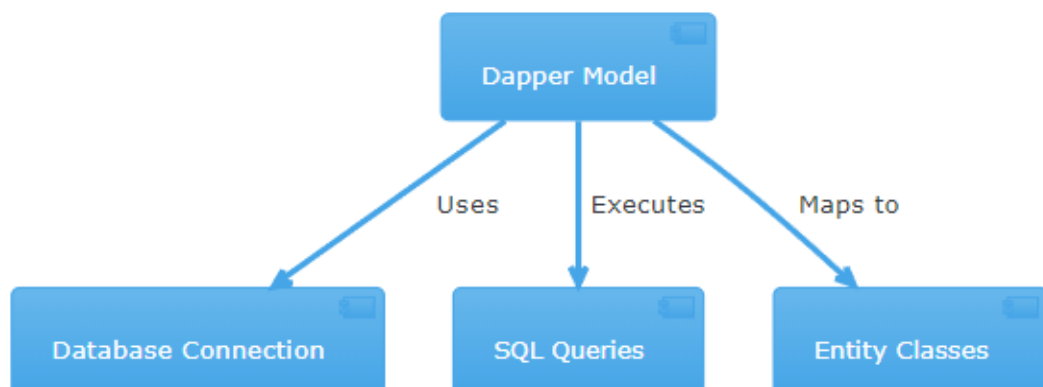 Dapper Model
Uses
Executes
Maps to
Database Connection
SQL Queries
Entity Classes